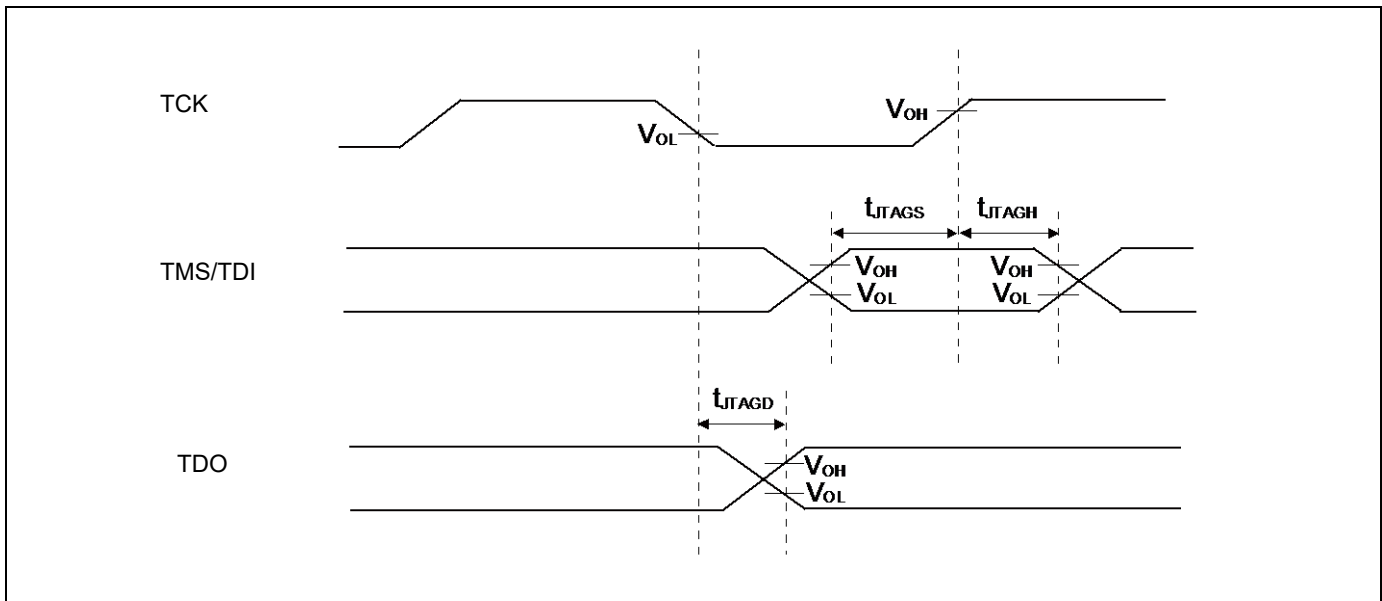 TCK
VOL
VOH
tJTAGS
tJTAGH
TMS/TDI
VOH
VOL
VOH
VOL
tJTAGD
TDO
VOH
VOL